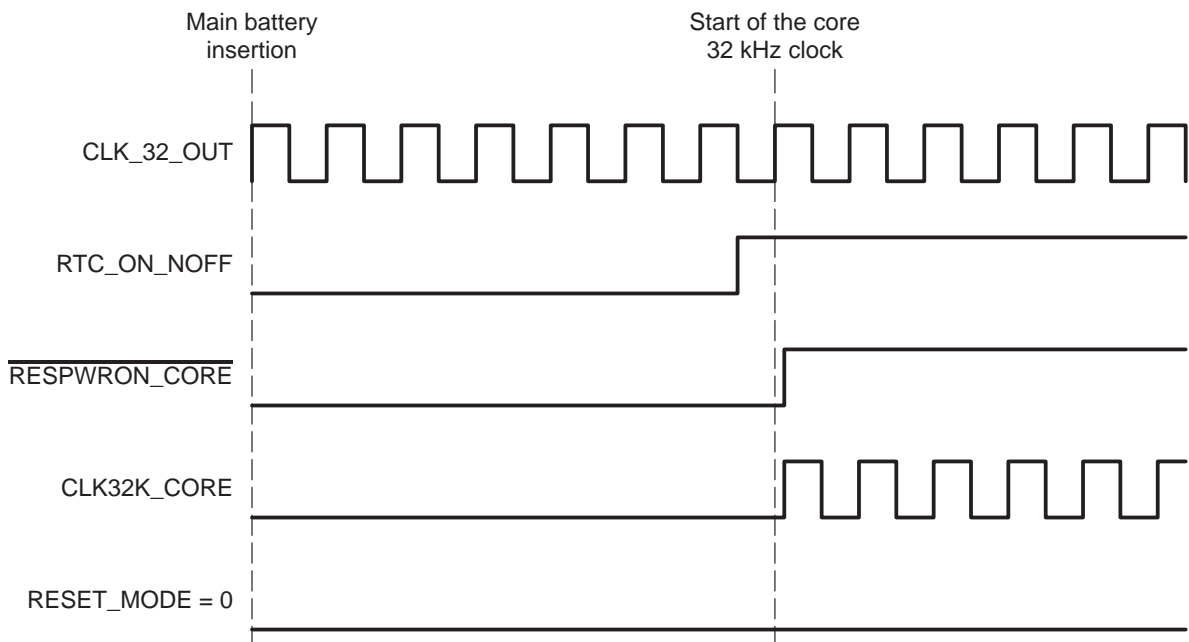 Main battery
insertion
Start of the core
32 kHz clock
CLK_32_OUT
RTC_ON_NOFF
RESPWRON_CORE
CLK32K_CORE
RESET_MODE = 0